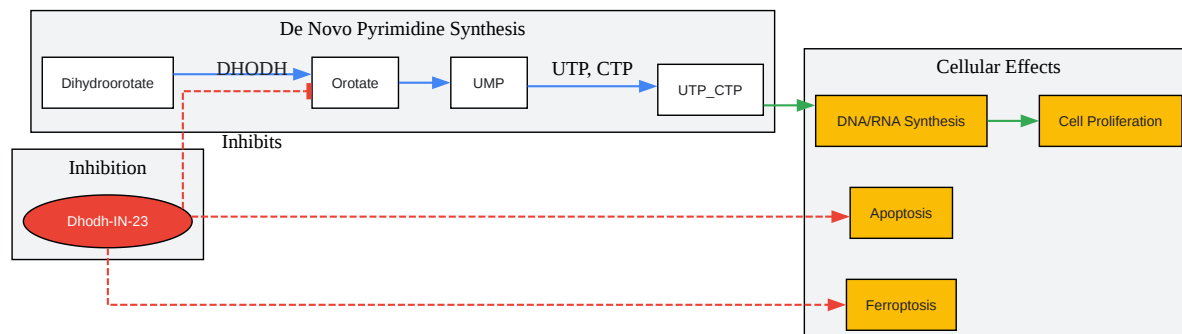 De Novo Pyrimidine Synthesis
Dihydroorotate
DHODH
Orotate
UMP
UTP, CTP
UTP_CTP
Inhibits
Inhibition
Dhodh-IN-23
Cellular Effects
DNA/RNA Synthesis
Cell Proliferation
Apoptosis
Ferroptosis